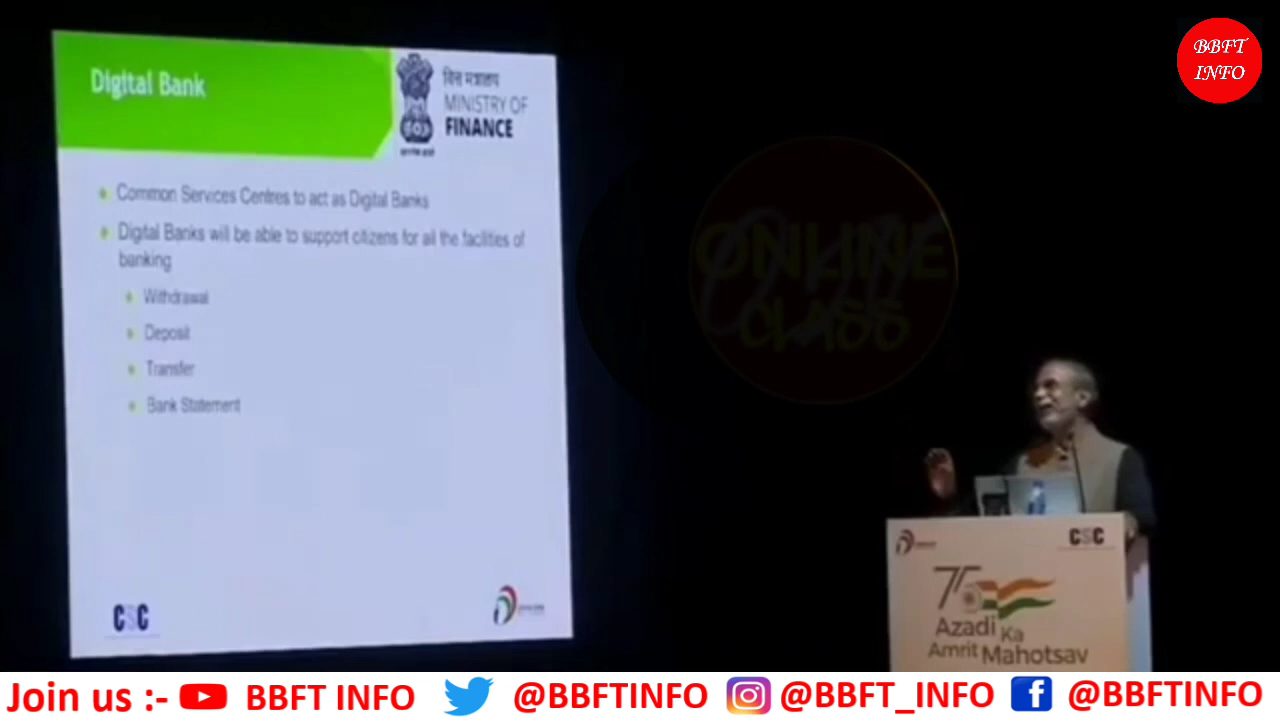 Digital Bank
वित्त मंत्रालय
MINISTRY OF
FINANCE
Common Services Centres to act as Digital Banks
Digital Banks will be able to support citizens for all the facilities of
banking
Withdrawal
Deposit
Transfer
Bank Statement
CSC
BBFT
INFO
ONLINE
CLASS
CSC
75
Azadi Ka
Amrit Mahotsav
Join us :- BBFT INFO @BBFTINFO @BBFT_INFO @BBFTINFO